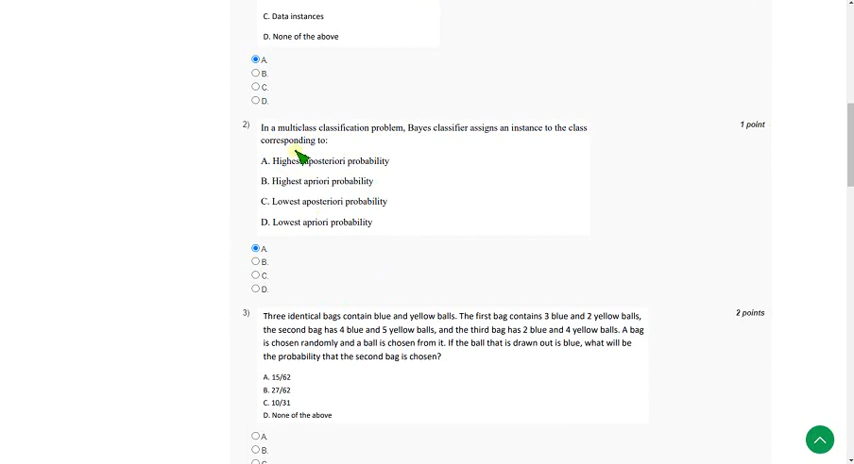 C. Data instances
D. None of the above
A.
B.
C.
D.
2) In a multiclass classification problem, Bayes classifier assigns an instance to the class 1 point
corresponding to:
A. Highest aposteriori probability
B. Highest apriori probability
C. Lowest aposteriori probability
D. Lowest apriori probability
A.
B.
C.
D.
3) Three identical bags contain blue and yellow balls. The first bag contains 3 blue and 2 yellow balls, 2 points
the second bag has 4 blue and 5 yellow balls, and the third bag has 2 blue and 4 yellow balls. A bag
is chosen randomly and a ball is chosen from it. If the ball that is drawn out is blue, what will be
the probability that the second bag is chosen?
A. 15/62
B. 27/62
C. 10/31
D. None of the above
A.
B.
C.